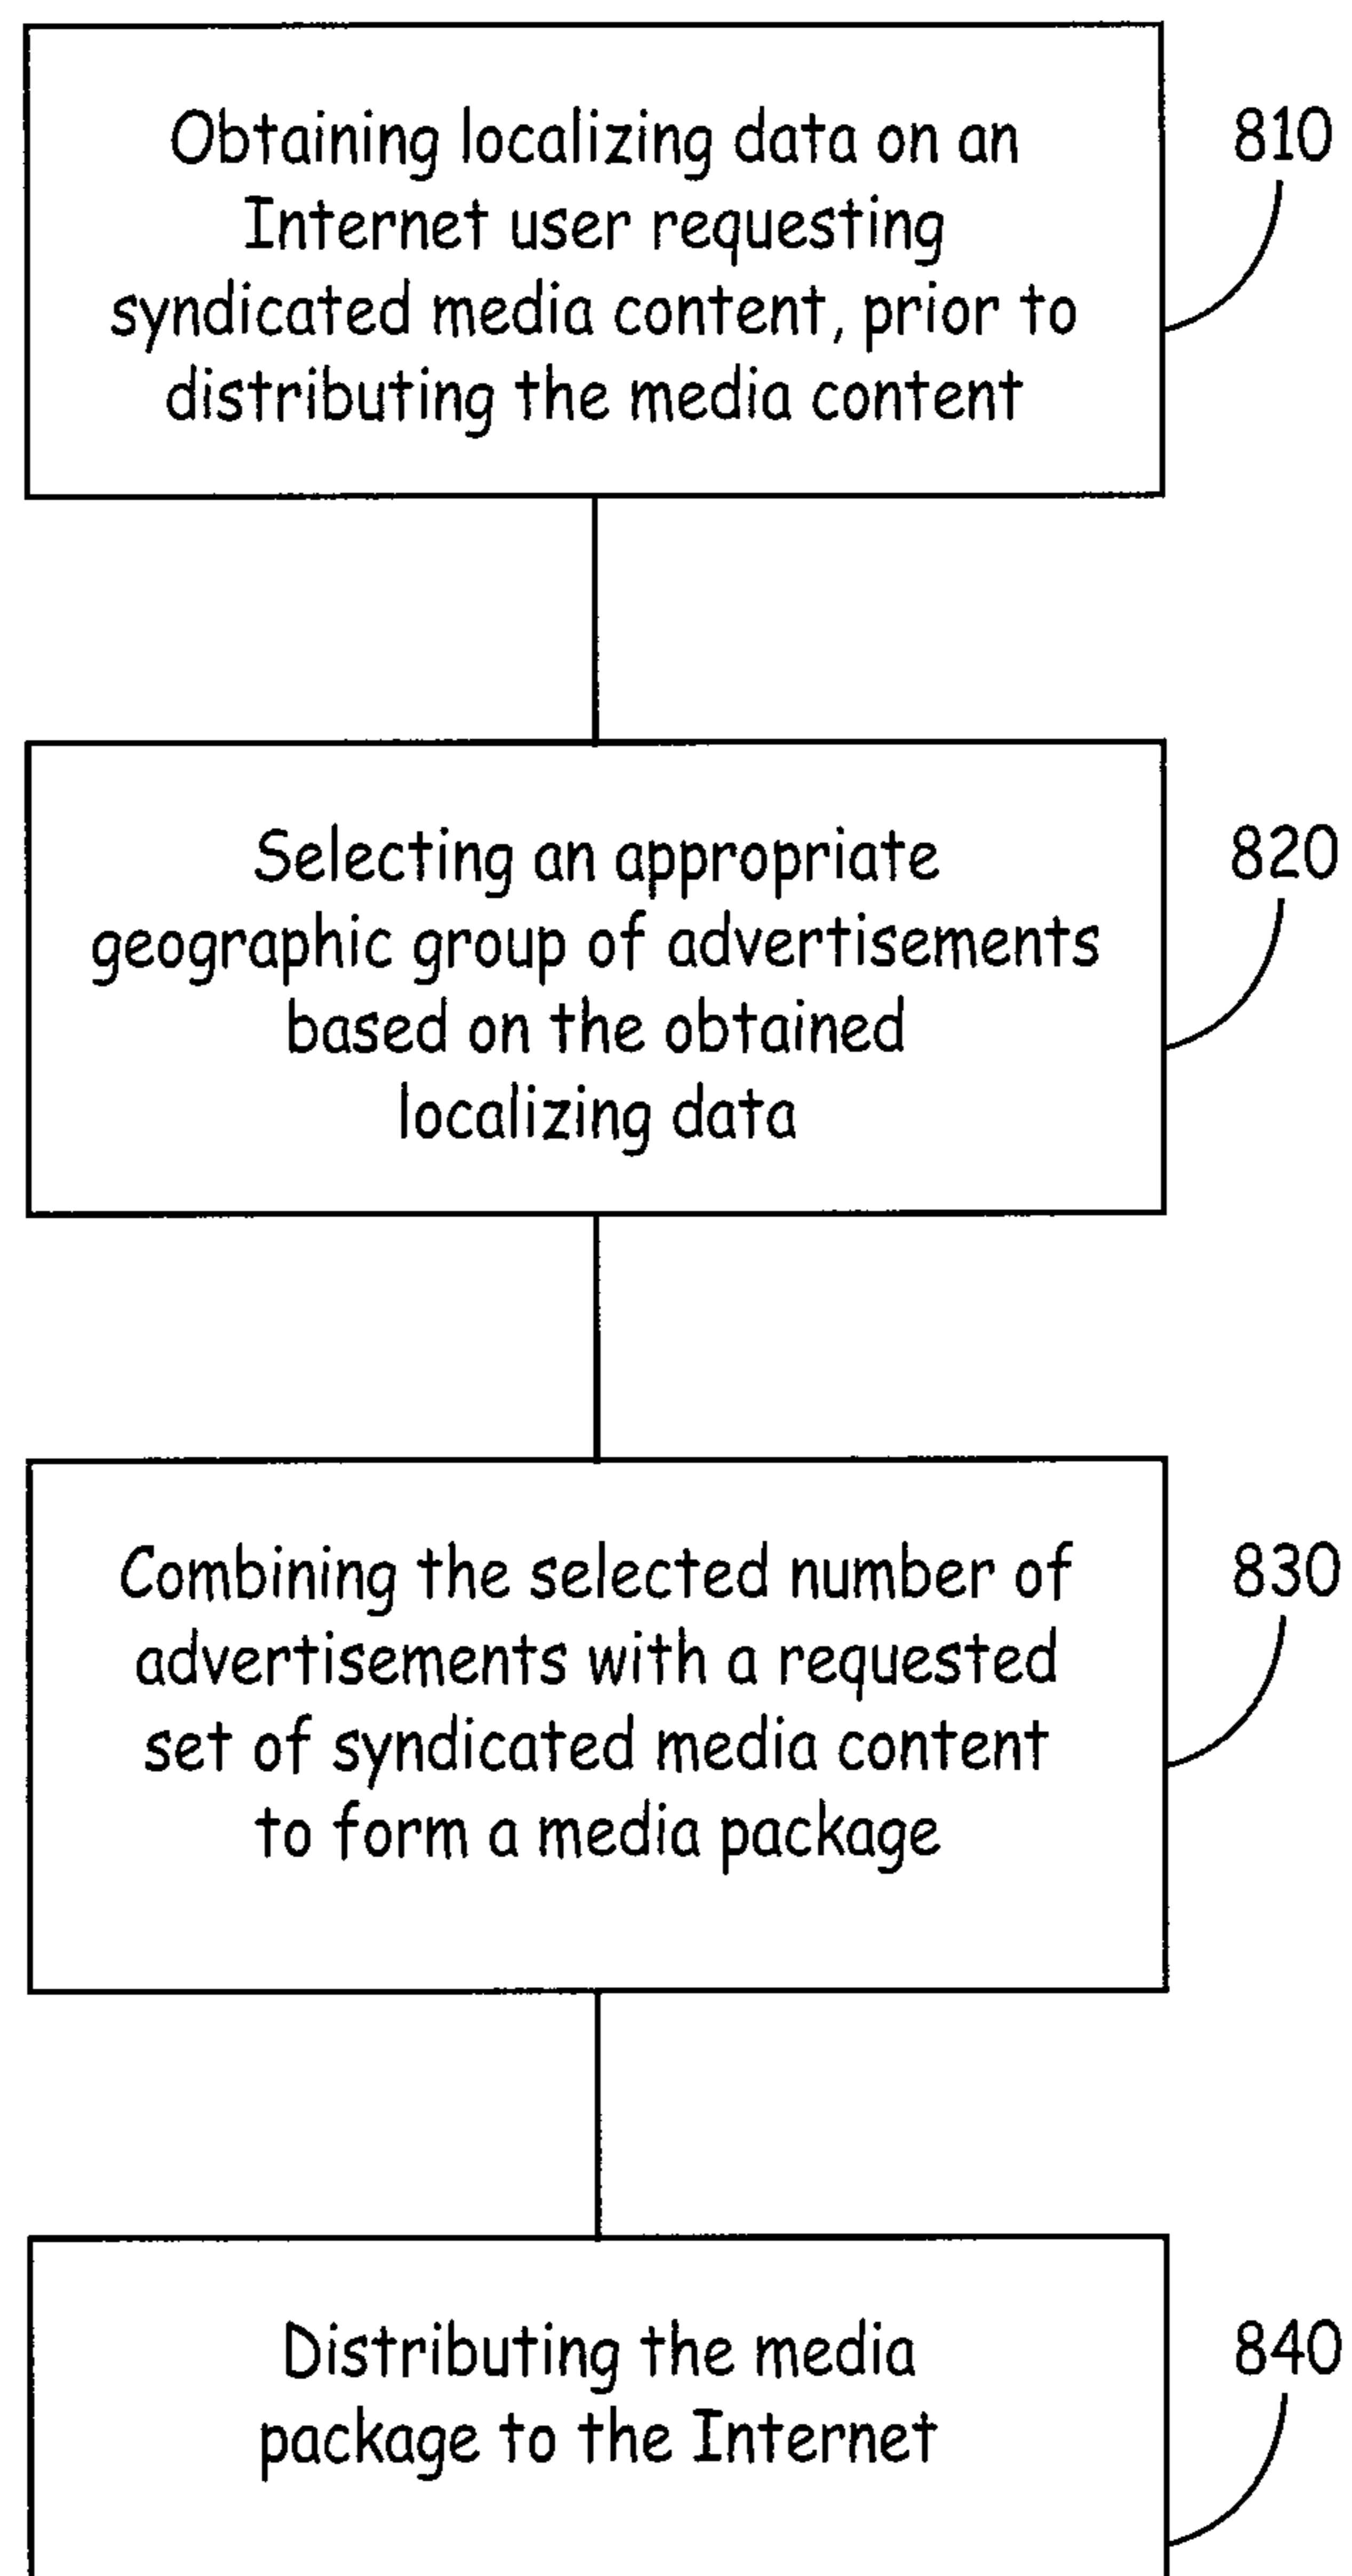 Obtaining localizing data on an
Internet user requesting
syndicated media content, prior to
distributing the media content
810
Selecting an appropriate
geographic group of advertisements
based on the obtained
localizing data
820
Combining the selected number of
advertisements with a requested
set of syndicated media content
to form a media package
830
Distributing the media
package to the Internet
840